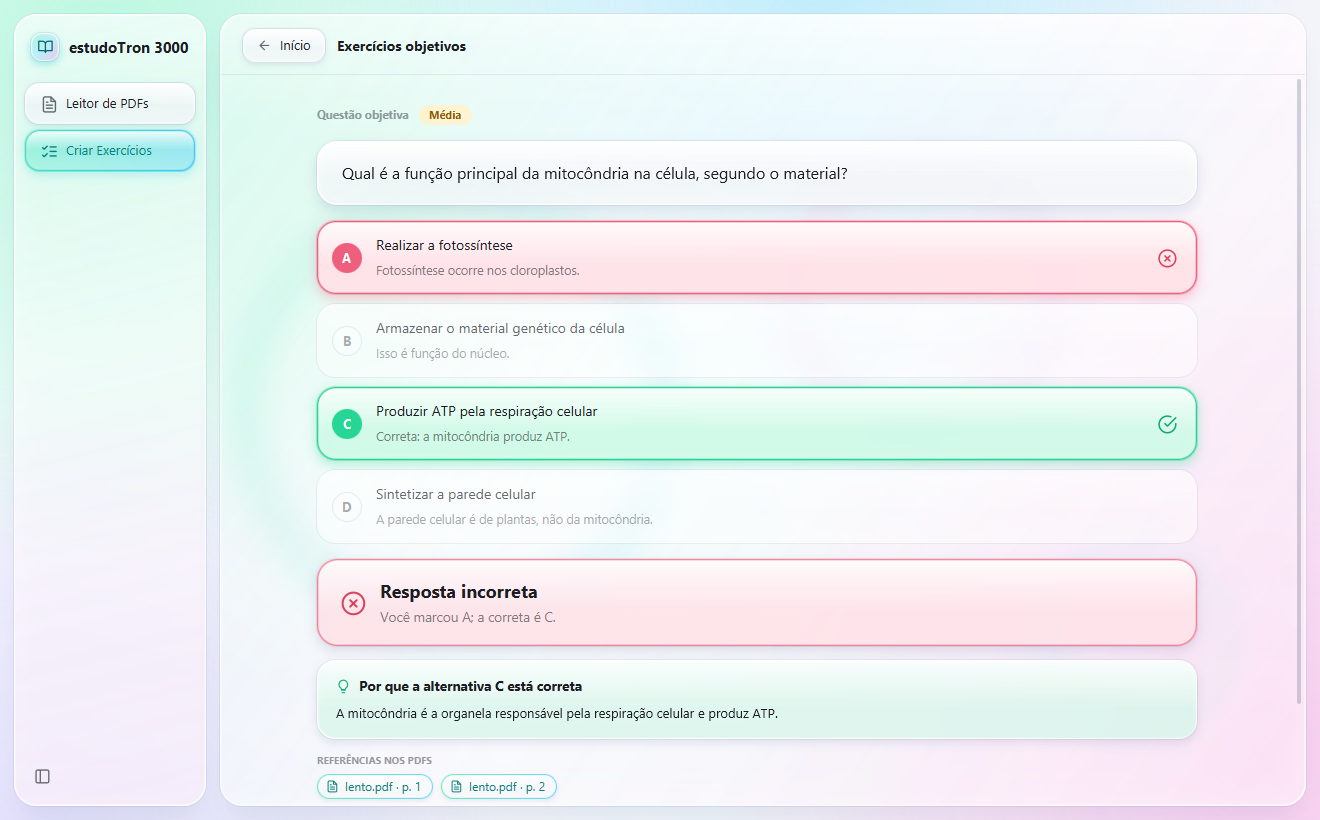 estudoTron 3000
Leitor de PDFs
Criar Exercícios
Início
Exercícios objetivos
Questão objetiva
Média
Qual é a função principal da mitocôndria na célula, segundo o material?
A
Realizar a fotossíntese
Fotossíntese ocorre nos cloroplastos.
B
Armazenar o material genético da célula
Isso é função do núcleo.
C
Produzir ATP pela respiração celular
Correta: a mitocôndria produz ATP.
D
Sintetizar a parede celular
A parede celular é de plantas, não da mitocôndria.
Resposta incorreta
Você marcou A; a correta é C.
Por que a alternativa C está correta
A mitocôndria é a organela responsável pela respiração celular e produz ATP.
REFERÊNCIAS NOS PDFS
lento.pdf · p. 1
lento.pdf · p. 2